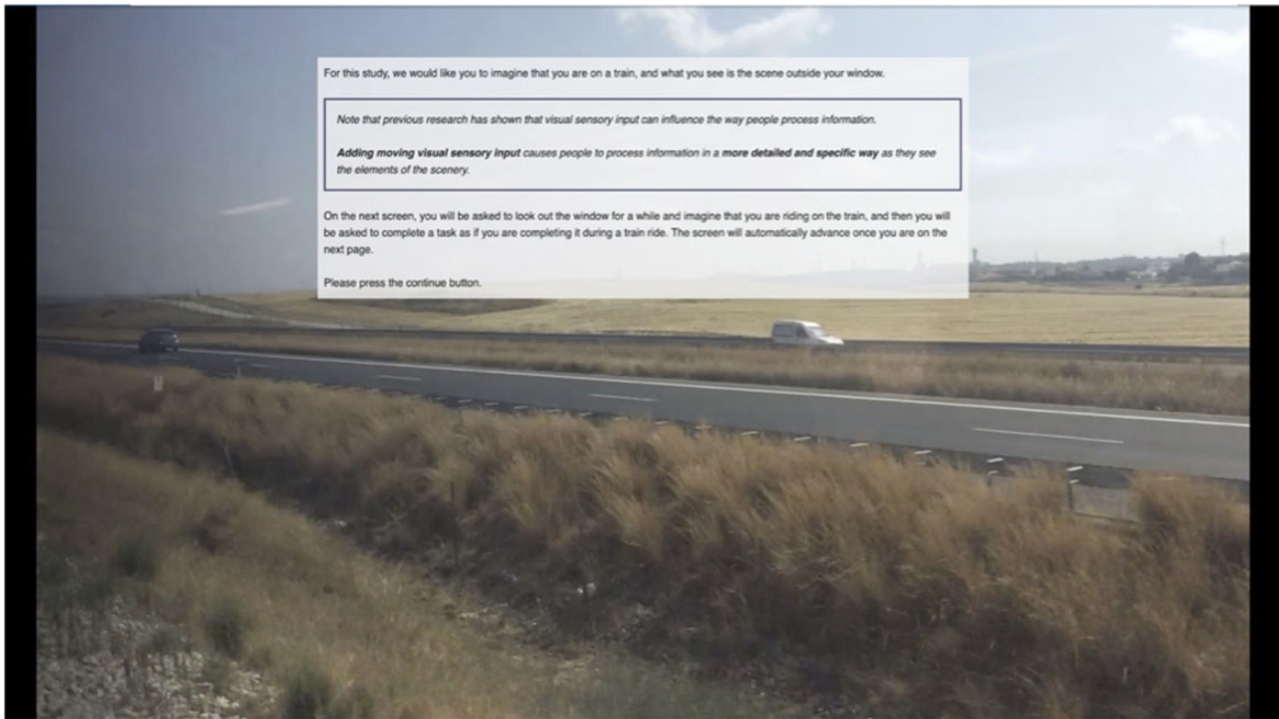 For this study, we would like you to imagine that you are on a train, and what you see is the scene outside your window.
Note that previous research has shown that visual sensory input can influence the way people process information.
Adding moving visual sensory input causes people to process information in a more detailed and specific way as they see
the elements of the scenery.
On the next screen, you will be asked to look out the window for a while and imagine that you are riding on the train, and then you will
be asked to complete a task as if you are completing it during a train ride. The screen will automatically advance once you are on the
next page.
Please press the continue button.